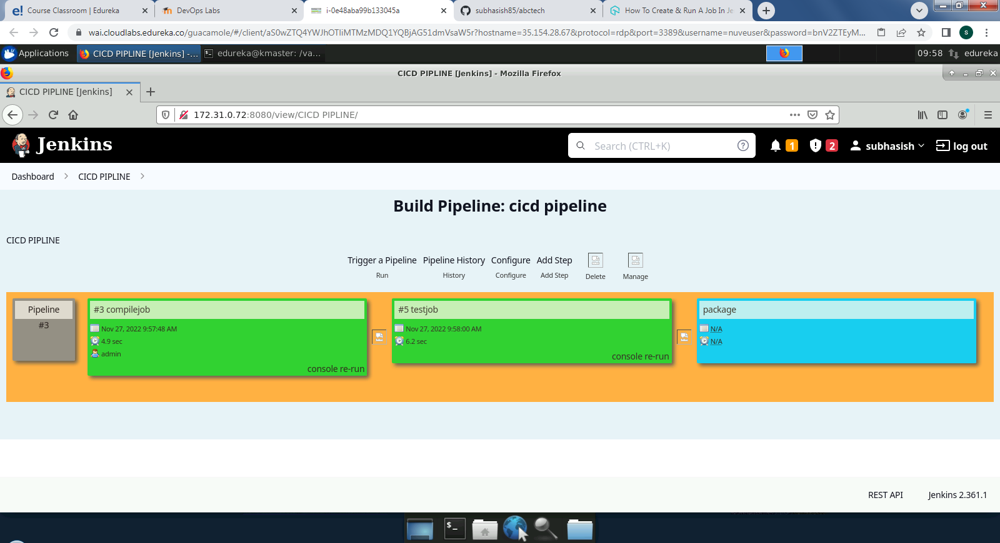 Course Classroom | Edureka
DevOps Labs
i-0e48aba99b133045a
subhasish85/abctech
How To Create & Run A Job In Je
wai.cloudlabs.edureka.co/guacamole/#/client/aS0wZTQ4YWJhOTliMTMzMDQ1YQBjAG51dmVsaW5r?hostname=35.154.28.67&protocol=rdp&port=3389&username=nuveuser&password=bnV2ZTEyM...
S
Applications
CICD PIPLINE [Jenkins] -...
edureka@kmaster: /va...
09:58
edureka
CICD PIPLINE [Jenkins] - Mozilla Firefox
CICD PIPLINE [Jenkins]
172.31.0.72:8080/view/CICD PIPLINE/
Jenkins
Search (CTRL+K)
1
2
subhasish
log out
Dashboard
CICD PIPLINE
Build Pipeline: cicd pipeline
CICD PIPLINE
Trigger a Pipeline
Pipeline History
Configure
Add Step
Run
History
Configure
Add Step
Delete
Manage
Pipeline
#3
#3 compilejob
Nov 27, 2022 9:57:48 AM
4.9 sec
admin
console re-run
#5 testjob
Nov 27, 2022 9:58:00 AM
6.2 sec
console re-run
package
N/A
N/A
REST API
Jenkins 2.361.1